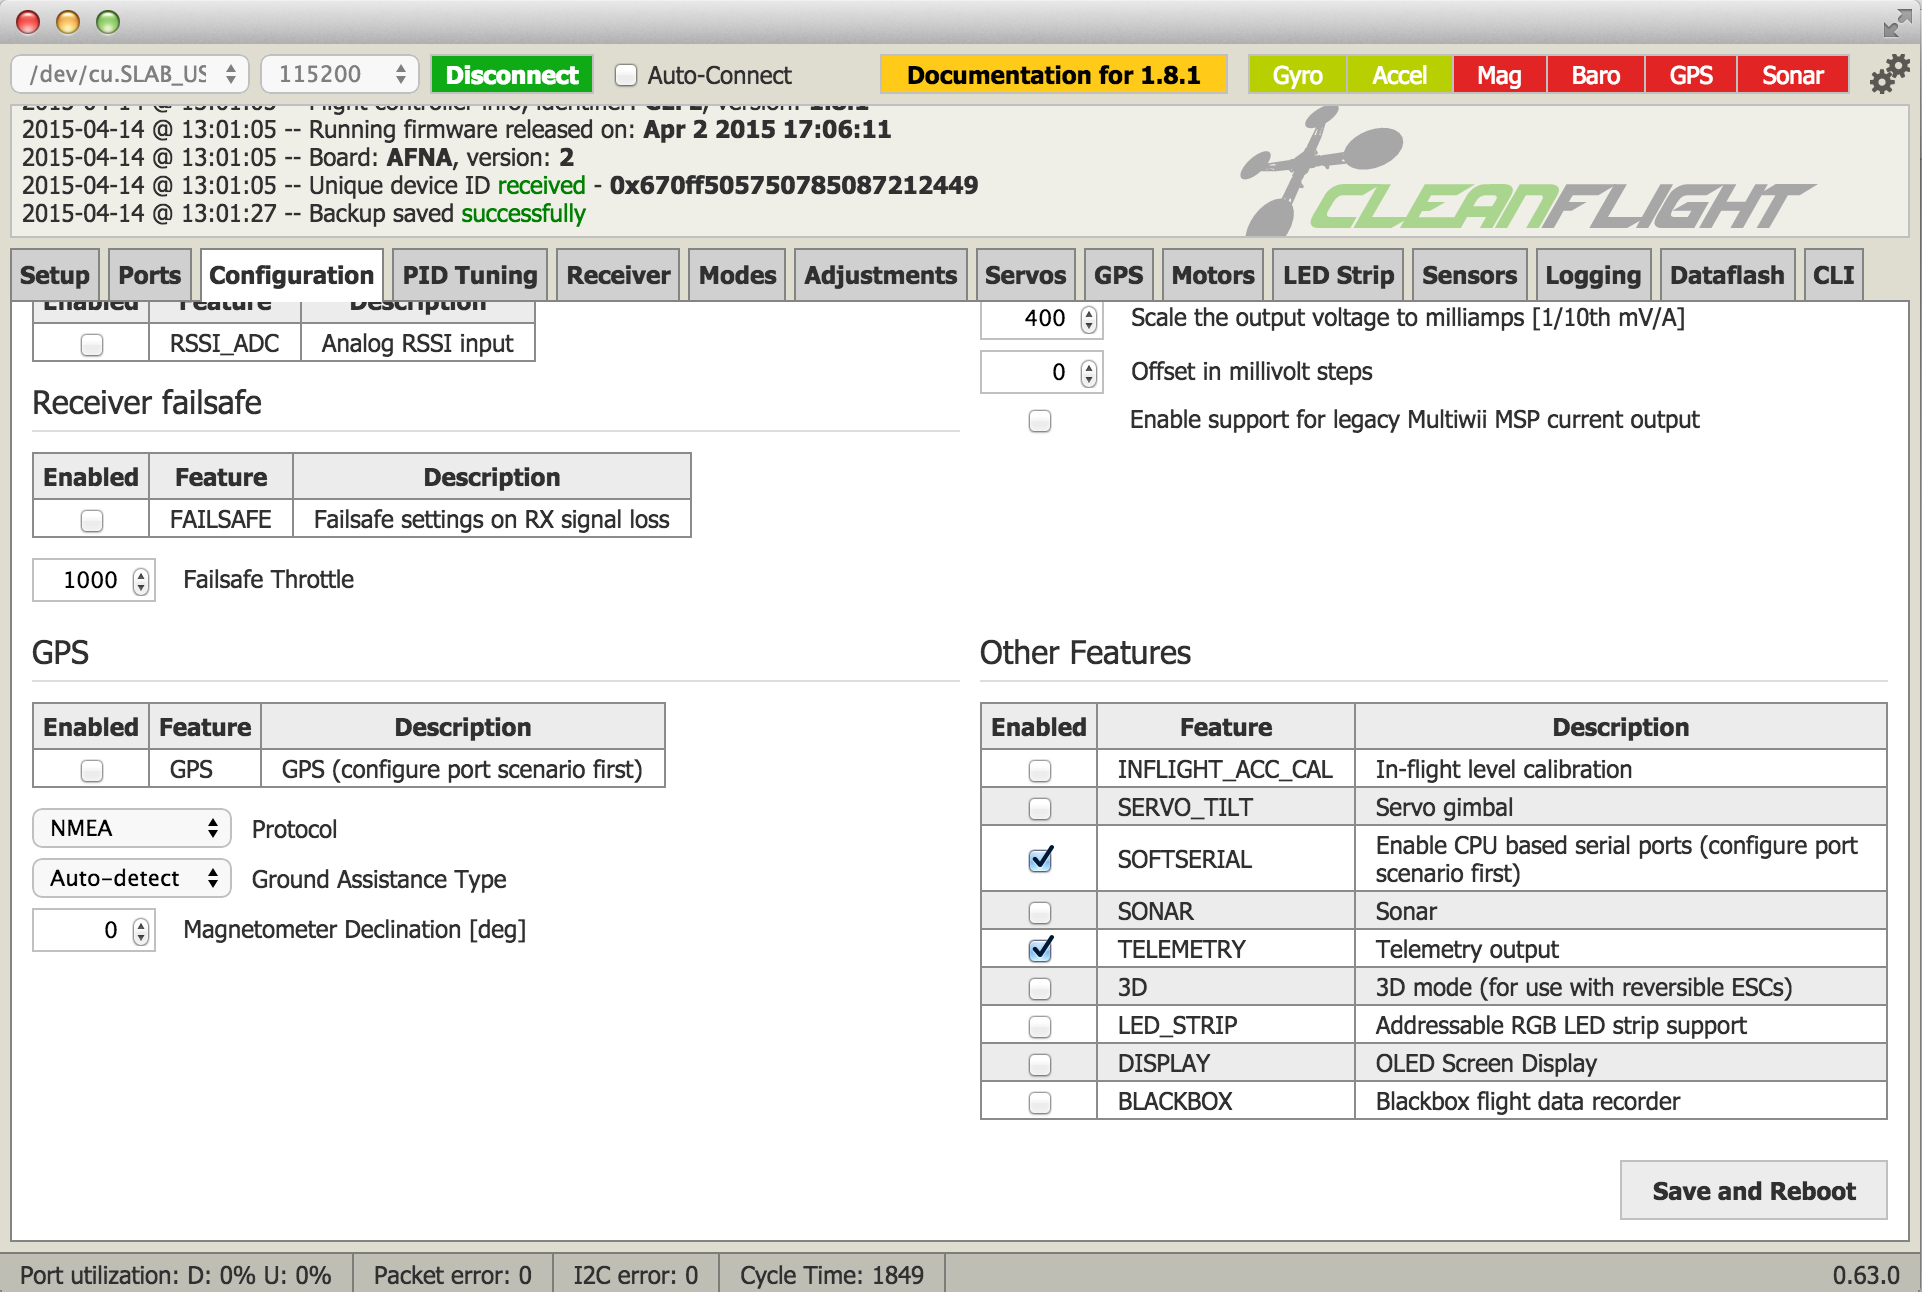 /dev/cu.SLAB_US
115200
Disconnect
Auto-Connect
Documentation for 1.8.1
Gyro
Accel
Mag
Baro
GPS
Sonar
2015-04-14 @ 13:01:05 -- Running firmware released on: Apr 2 2015 17:06:11
2015-04-14 @ 13:01:05 -- Board: AFNA, version: 2
2015-04-14 @ 13:01:05 -- Unique device ID received - 0x670ff505750785087212449
2015-04-14 @ 13:01:27 -- Backup saved successfully
CLEANFLIGHT
Setup
Ports
Configuration
PID Tuning
Receiver
Modes
Adjustments
Servos
GPS
Motors
LED Strip
Sensors
Logging
Dataflash
CLI
Enabled Feature Description
RSSI_ADC Analog RSSI input
Receiver failsafe
Enabled Feature Description
FAILSAFE Failsafe settings on RX signal loss
1000 Failsafe Throttle
GPS
Enabled Feature Description
GPS GPS (configure port scenario first)
NMEA Protocol
Auto-detect Ground Assistance Type
0 Magnetometer Declination [deg]
400 Scale the output voltage to milliamps [1/10th mV/A]
0 Offset in millivolt steps
Enable support for legacy Multiwii MSP current output
Other Features
Enabled Feature Description
INFLIGHT_ACC_CAL In-flight level calibration
SERVO_TILT Servo gimbal
SOFTSERIAL Enable CPU based serial ports (configure port
scenario first)
SONAR Sonar
TELEMETRY Telemetry output
3D 3D mode (for use with reversible ESCs)
LED_STRIP Addressable RGB LED strip support
DISPLAY OLED Screen Display
BLACKBOX Blackbox flight data recorder
Save and Reboot
Port utilization: D: 0% U: 0%
Packet error: 0
I2C error: 0
Cycle Time: 1849
0.63.0